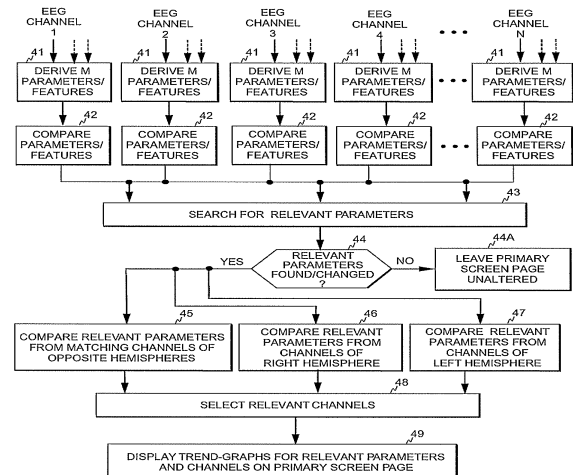 EEG CHANNEL 1
EEG CHANNEL 2
EEG CHANNEL 3
EEG CHANNEL 4
EEG CHANNEL N
41
41
41
41
41
DERIVE M PARAMETERS/ FEATURES
DERIVE M PARAMETERS/ FEATURES
DERIVE M PARAMETERS/ FEATURES
DERIVE M PARAMETERS/ FEATURES
DERIVE M PARAMETERS/ FEATURES
42
42
42
42
42
COMPARE PARAMETERS/ FEATURES
COMPARE PARAMETERS/ FEATURES
COMPARE PARAMETERS/ FEATURES
COMPARE PARAMETERS/ FEATURES
COMPARE PARAMETERS/ FEATURES
43
SEARCH FOR RELEVANT PARAMETERS
44
RELEVANT
PARAMETERS
FOUND/CHANGED
?
YES
NO
44A
LEAVE PRIMARY
SCREEN PAGE
UNALTERED
45
COMPARE RELEVANT PARAMETERS
FROM MATCHING CHANNELS OF
OPPOSITE HEMISPHERES
46
COMPARE RELEVANT
PARAMETERS FROM
CHANNELS OF
RIGHT HEMISPHERE
47
COMPARE RELEVANT
PARAMETERS FROM
CHANNELS OF
LEFT HEMISPHERE
48
SELECT RELEVANT CHANNELS
49
DISPLAY TREND-GRAPHS FOR RELEVANT PARAMETERS
AND CHANNELS ON PRIMARY SCREEN PAGE